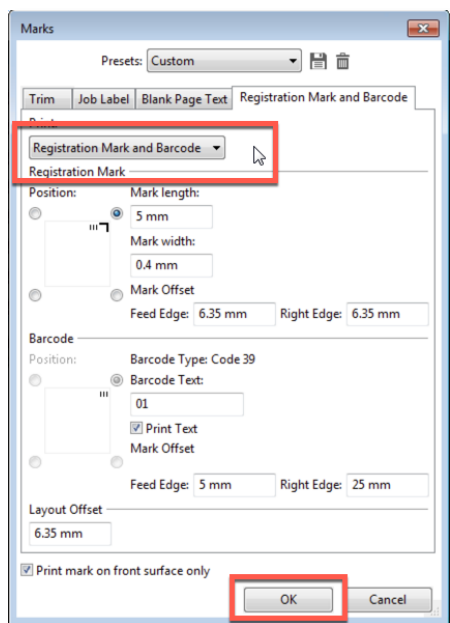 Marks
Presets: Custom
Trim Job Label Blank Page Text Registration Mark and Barcode
Print
Registration Mark and Barcode
Registration Mark
Position: Mark length:
5 mm
Mark width:
0.4 mm
Mark Offset
Feed Edge: 6.35 mm Right Edge: 6.35 mm
Barcode
Position: Barcode Type: Code 39
Barcode Text:
01
Print Text
Mark Offset
Feed Edge: 5 mm Right Edge: 25 mm
Layout Offset
6.35 mm
Print mark on front surface only
OK Cancel